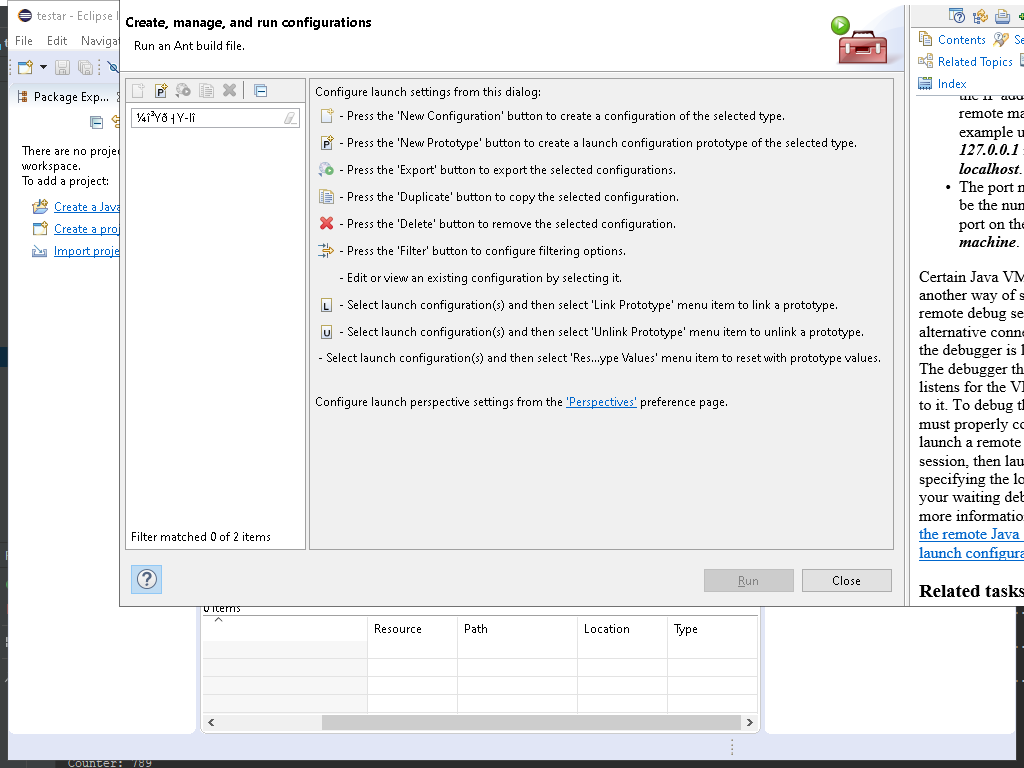 testar - Eclipse I
File Edit Navigat
Package Exp...
There are no proje
workspace.
To add a project:
Create a Java
Create a proj
Import proje
Create, manage, and run configurations
Run an Ant build file.
Filter matched 0 of 2 items
Configure launch settings from this dialog:
- Press the 'New Configuration' button to create a configuration of the selected type.
P - Press the 'New Prototype' button to create a launch configuration prototype of the selected type.
- Press the 'Export' button to export the selected configurations.
- Press the 'Duplicate' button to copy the selected configuration.
- Press the 'Delete' button to remove the selected configuration.
- Press the 'Filter' button to configure filtering options.
- Edit or view an existing configuration by selecting it.
L - Select launch configuration(s) and then select 'Link Prototype' menu item to link a prototype.
U - Select launch configuration(s) and then select 'Unlink Prototype' menu item to unlink a prototype.
- Select launch configuration(s) and then select 'Res...ype Values' menu item to reset with prototype values.
Configure launch perspective settings from the 'Perspectives' preference page.
? Run Close
Contents Se
Related Topics
Index
the IP add
remote ma
example u
127.0.0.1
localhost.
• The port n
be the num
port on the
machine.
Certain Java VM
another way of s
remote debug se
alternative conne
the debugger is l
The debugger th
listens for the VM
to it. To debug th
must properly co
launch a remote
session, then lau
specifying the lo
your waiting deb
more informatio
the remote Java
launch configura
Related tasks
0 items
Resource Path Location Type
Counter: 789